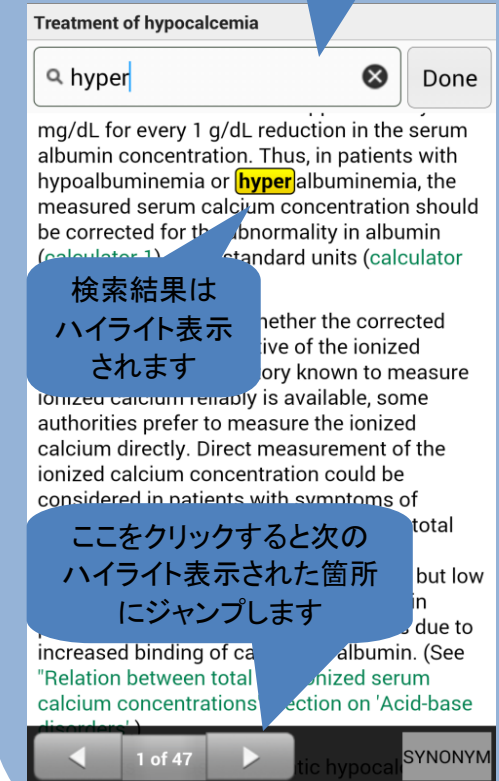 Treatment of hypocalcemia
hyper
Done
mg/dL for every 1 g/dL reduction in the serum
albumin concentration. Thus, in patients with
hypoalbuminemia or hyperalbuminemia, the
measured serum calcium concentration should
be corrected for the abnormality in albumin
(calculator 1) standard units (calculator
検索結果は
ハイライト表示
されます
whether the corrected
tive of the ionized
ory known to measure
ionized calcium reliably is available, some
authorities prefer to measure the ionized
calcium directly. Direct measurement of the
ionized calcium concentration could be
considered in patients with symptoms of
total
ここをクリックすると次の
ハイライト表示された箇所
にジャンプします
but low
in
due to
increased binding of albumin. (See
"Relation between total ionized serum
calcium concentrations section on 'Acid-base
disorders'.)
1 of 47
tic hypocal
SYNONYM